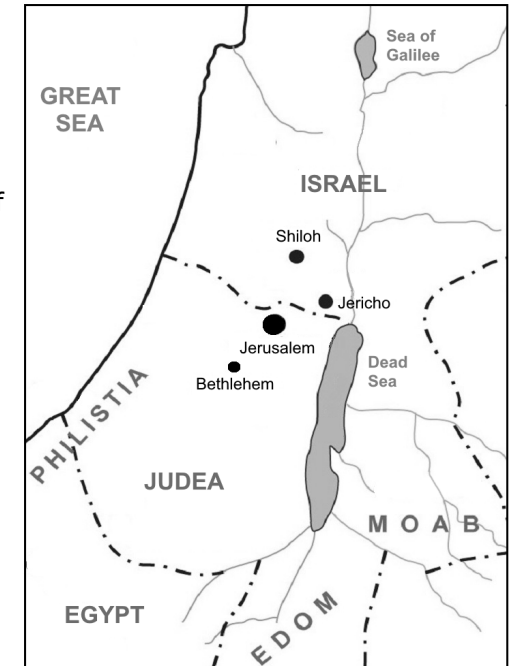 Sea of
Galilee
GREAT
SEA
ISRAEL
Shiloh
Jericho
Jerusalem
Dead
Sea
Bethlehem
PHILISTIA
JUDEA
MOAB
EGYPT
EDOM